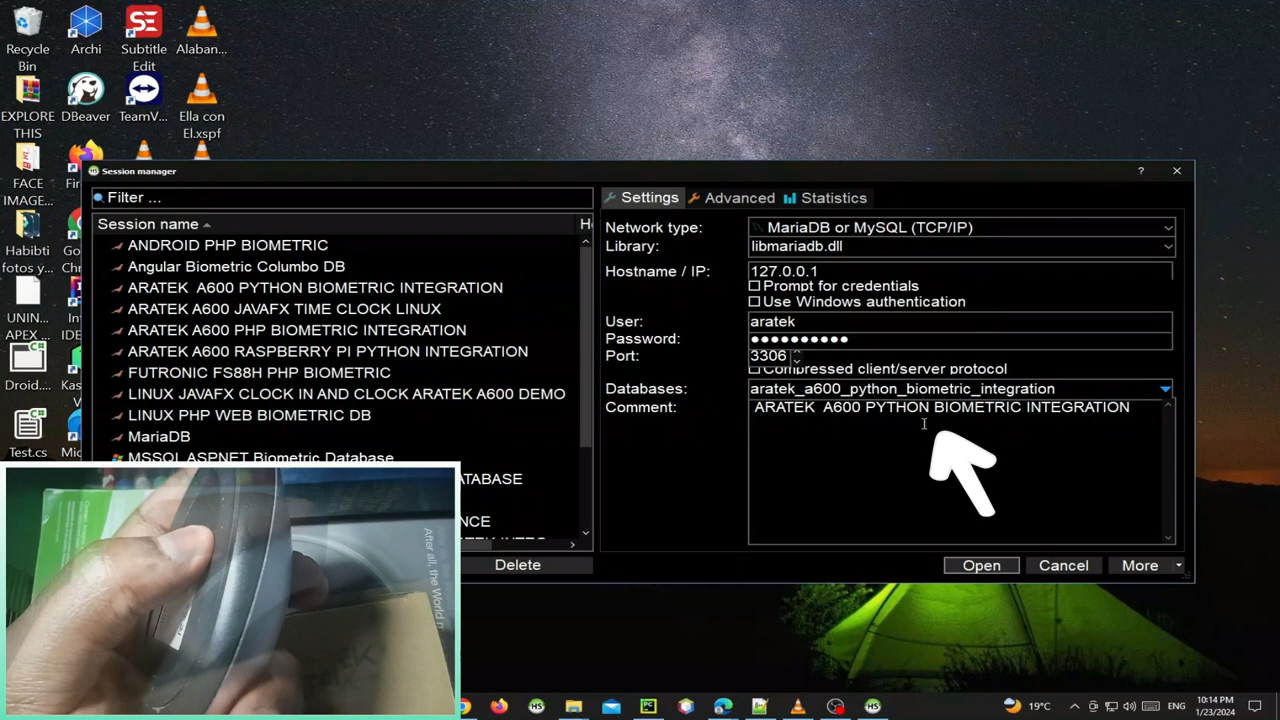 Recycle
Bin
Archi
Subtitle
Edit
Alaban...
EXPLORE
THIS
DBeaver
TeamV...
Ella con
El.xspf
FACE
IMAGE...
Habibti
fotos y...
UNIN...
APEX ...
Droid...
Test.cs
Session manager
Filter ...
Session name
ANDROID PHP BIOMETRIC
Angular Biometric Columbo DB
ARATEK  A600 PYTHON BIOMETRIC INTEGRATION
ARATEK A600 JAVAFX TIME CLOCK LINUX
ARATEK A600 PHP BIOMETRIC INTEGRATION
ARATEK A600 RASPBERRY PI PYTHON INTEGRATION
FUTRONIC FS88H PHP BIOMETRIC
LINUX JAVAFX CLOCK IN AND CLOCK ARATEK A600 DEMO
LINUX PHP WEB BIOMETRIC DB
MariaDB
MSSQL ASPNET Biometric Database
Delete
Settings
Advanced
Statistics
Network type:
MariaDB or MySQL (TCP/IP)
Library:
libmariadb.dll
Hostname / IP:
127.0.0.1
Prompt for credentials
Use Windows authentication
User:
aratek
Password:
Port:
3306
Compressed client/server protocol
Databases:
aratek_a600_python_biometric_integration
Comment:
ARATEK  A600 PYTHON BIOMETRIC INTEGRATION
Open
Cancel
More
After all, the World
19°C
ENG
10:14 PM
1/23/2024